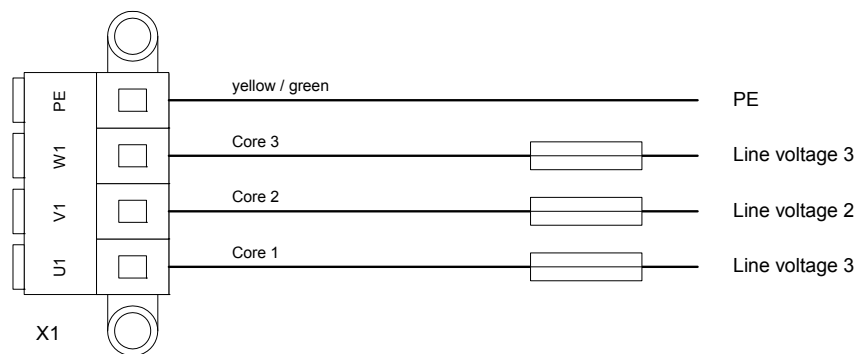 PE yellow / green PE
W1 Core 3 Line voltage 3
V1 Core 2 Line voltage 2
U1 Core 1 Line voltage 3
X1